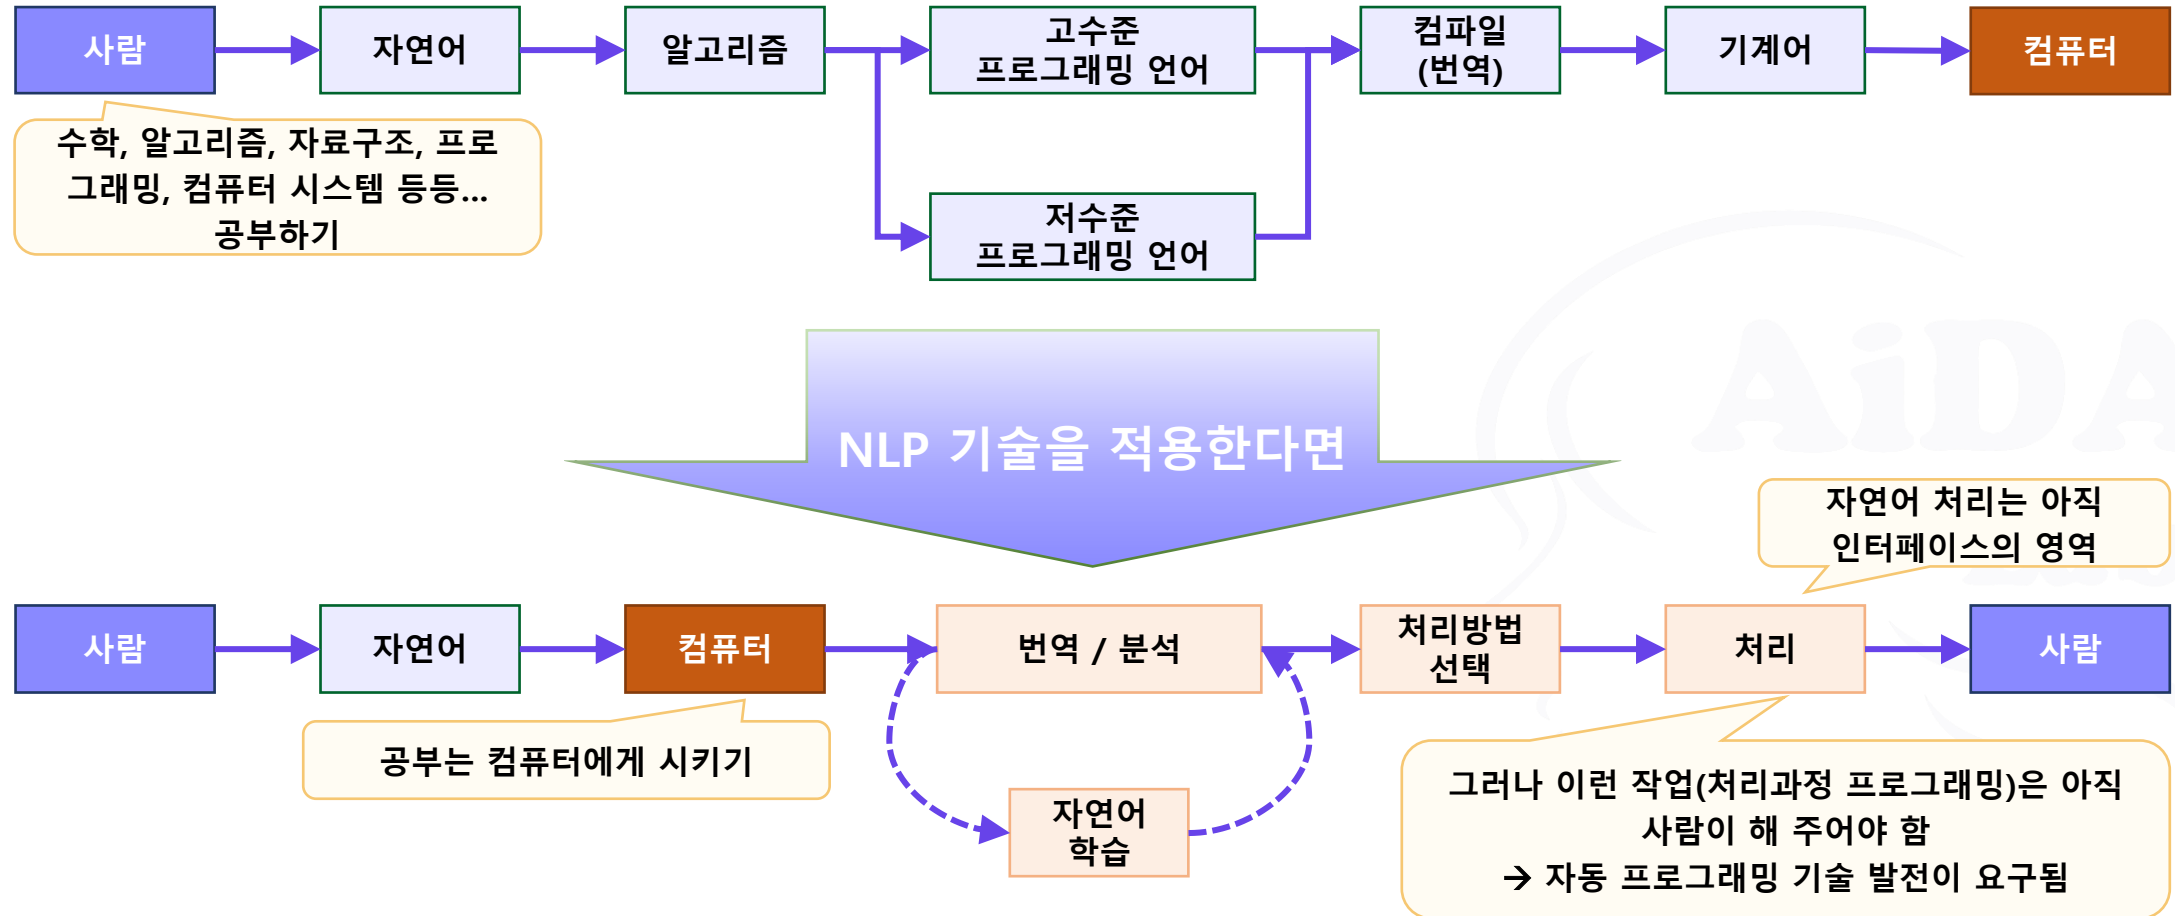 사람
자연어
알고리즘
고수준
프로그래밍 언어
컴파일
(번역)
기계어
컴퓨터
수학, 알고리즘, 자료구조, 프로
그래밍, 컴퓨터 시스템 등등...
공부하기
저수준
프로그래밍 언어
NLP 기술을 적용한다면
자연어 처리는 아직
인터페이스의 영역
사람
자연어
컴퓨터
번역 / 분석
처리방법
선택
처리
사람
공부는 컴퓨터에게 시키기
자연어
학습
그러나 이런 작업(처리과정 프로그래밍)은 아직
사람이 해 주어야 함
→ 자동 프로그래밍 기술 발전이 요구됨